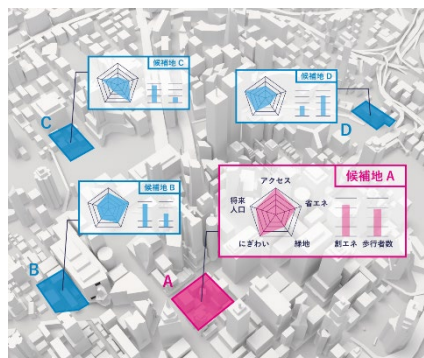 候補地 C
C
候補地 D
D
候補地 B
B
候補地 A
アクセス
将来
人口
省エネ
にぎわい
緑地
創エネ
歩行者数
A